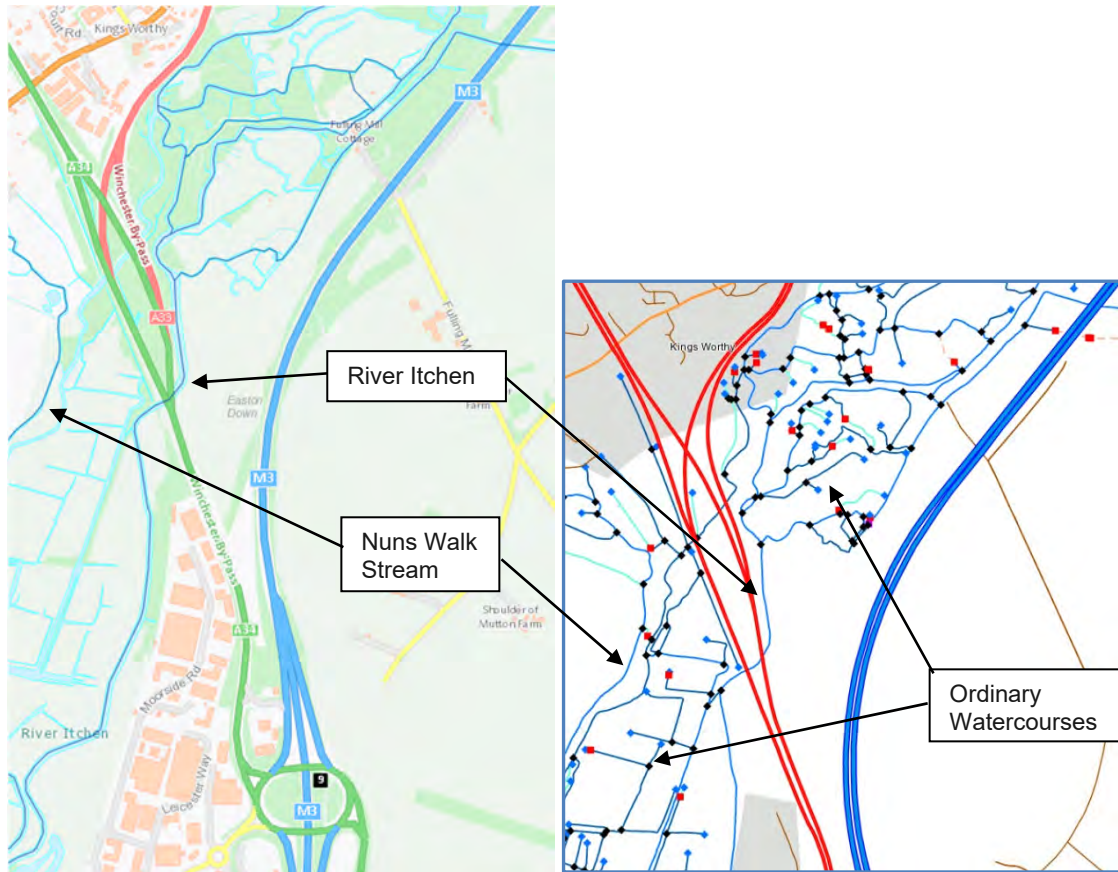 Kings Worthy
M3
Fulling Mill
Cottage
A34
Winchester-By-Pass
A33
River Itchen
Kings Worthy
Easton
Down
Farm
M3
Nuns Walk
Stream
Winchester-By-Pass
Shoulder of
Mutton Farm
A34
Moorside Rd
Ordinary
Watercourses
River Itchen
Leicester Way
9
M3